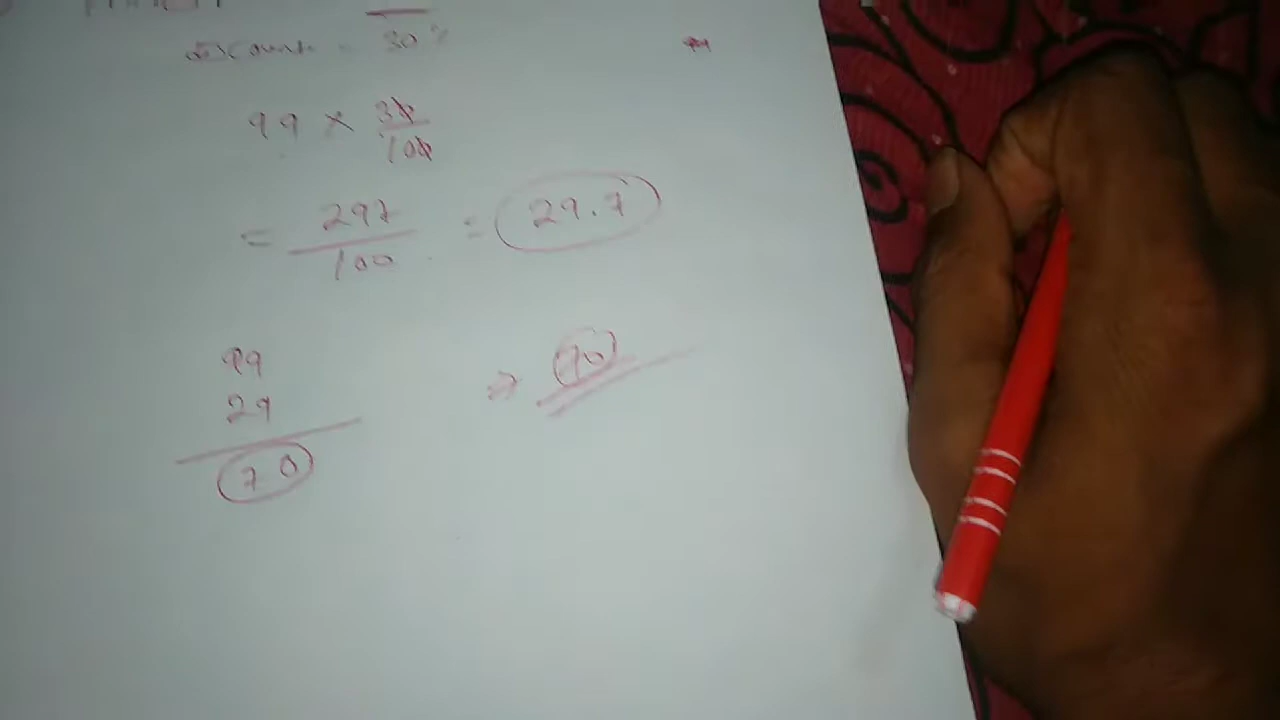 discount = 30%
99 × 30/100
= 297/100 = 29.7
99
29
70
⇒ 70